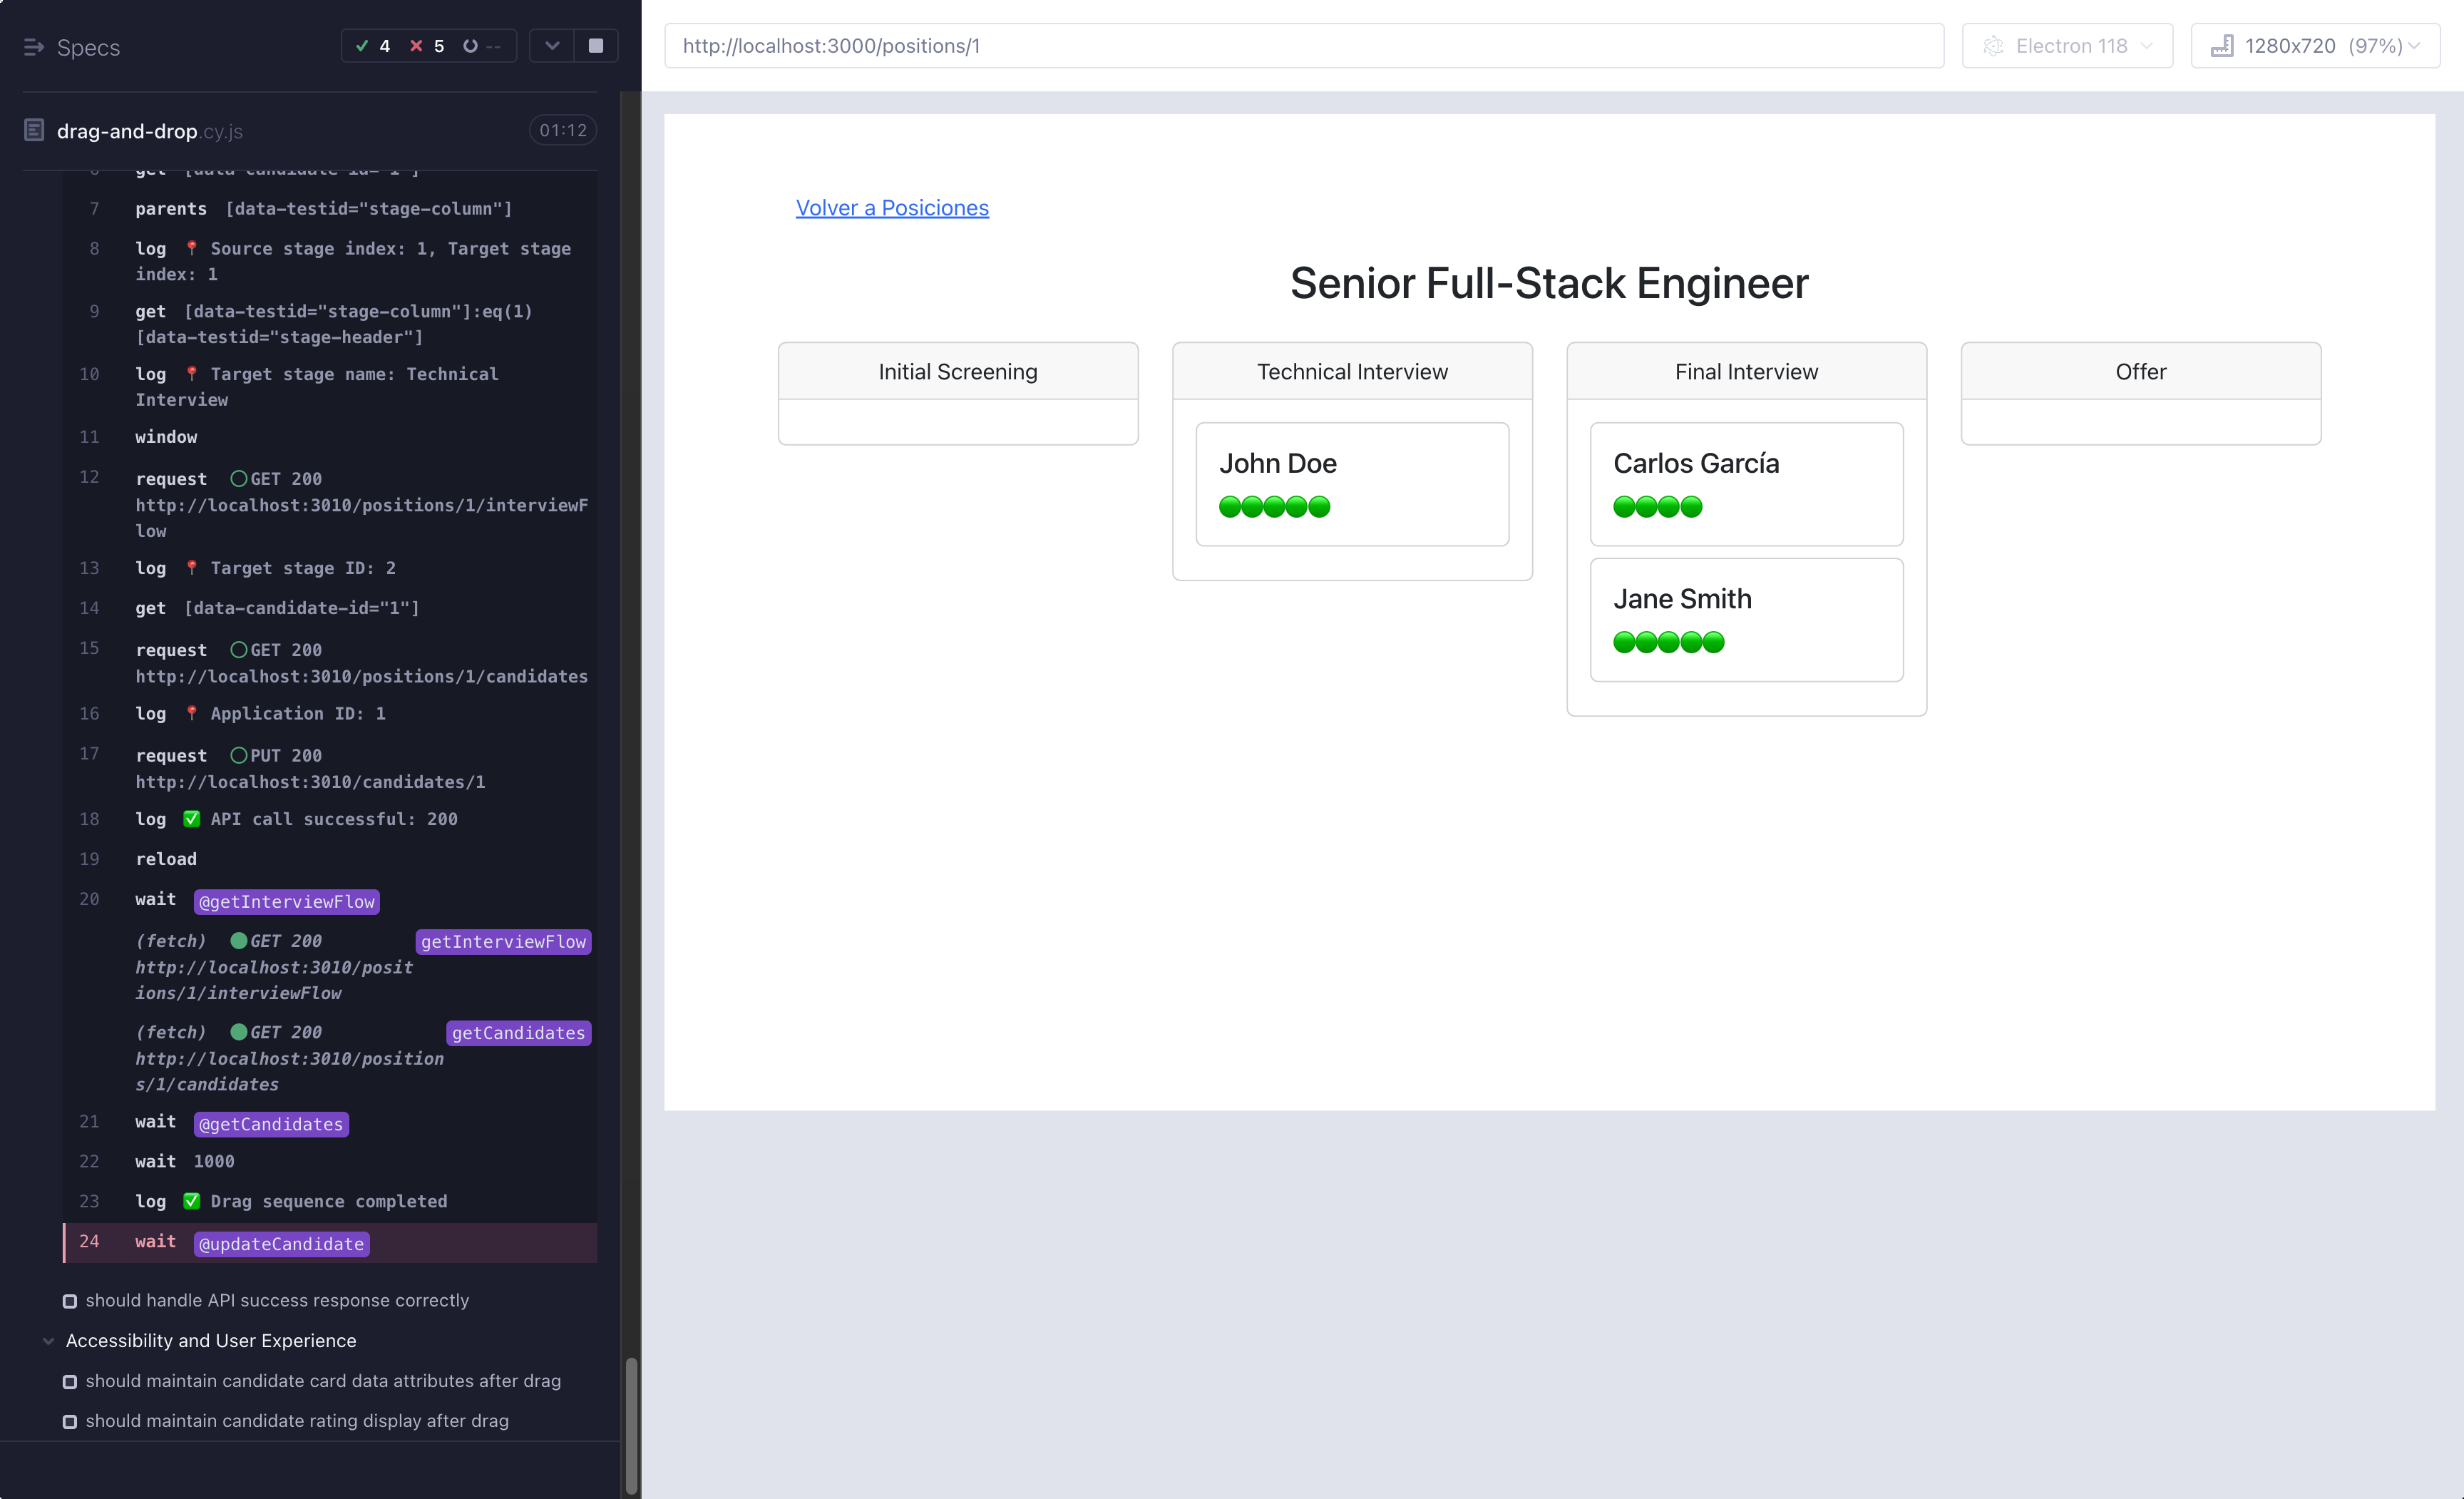 Specs
4 5 --
http://localhost:3000/positions/1
Electron 118
1280x720 (97%)
drag-and-drop.cy.js
01:12
7 parents [data-testid="stage-column"]
8 log 📍 Source stage index: 1, Target stage
index: 1
9 get [data-testid="stage-column"]:eq(1)
[data-testid="stage-header"]
10 log 📍 Target stage name: Technical
Interview
11 window
12 request GET 200
http://localhost:3010/positions/1/interviewF
low
13 log 📍 Target stage ID: 2
14 get [data-candidate-id="1"]
15 request GET 200
http://localhost:3010/positions/1/candidates
16 log 📍 Application ID: 1
17 request PUT 200
http://localhost:3010/candidates/1
18 log ✅ API call successful: 200
19 reload
20 wait @getInterviewFlow
(fetch) GET 200 getInterviewFlow
http://localhost:3010/posit
ions/1/interviewFlow
(fetch) GET 200 getCandidates
http://localhost:3010/position
s/1/candidates
21 wait @getCandidates
22 wait 1000
23 log ✅ Drag sequence completed
24 wait @updateCandidate
should handle API success response correctly
Accessibility and User Experience
should maintain candidate card data attributes after drag
should maintain candidate rating display after drag
Volver a Posiciones
Senior Full-Stack Engineer
Initial Screening
Technical Interview
John Doe
Final Interview
Carlos García
Jane Smith
Offer